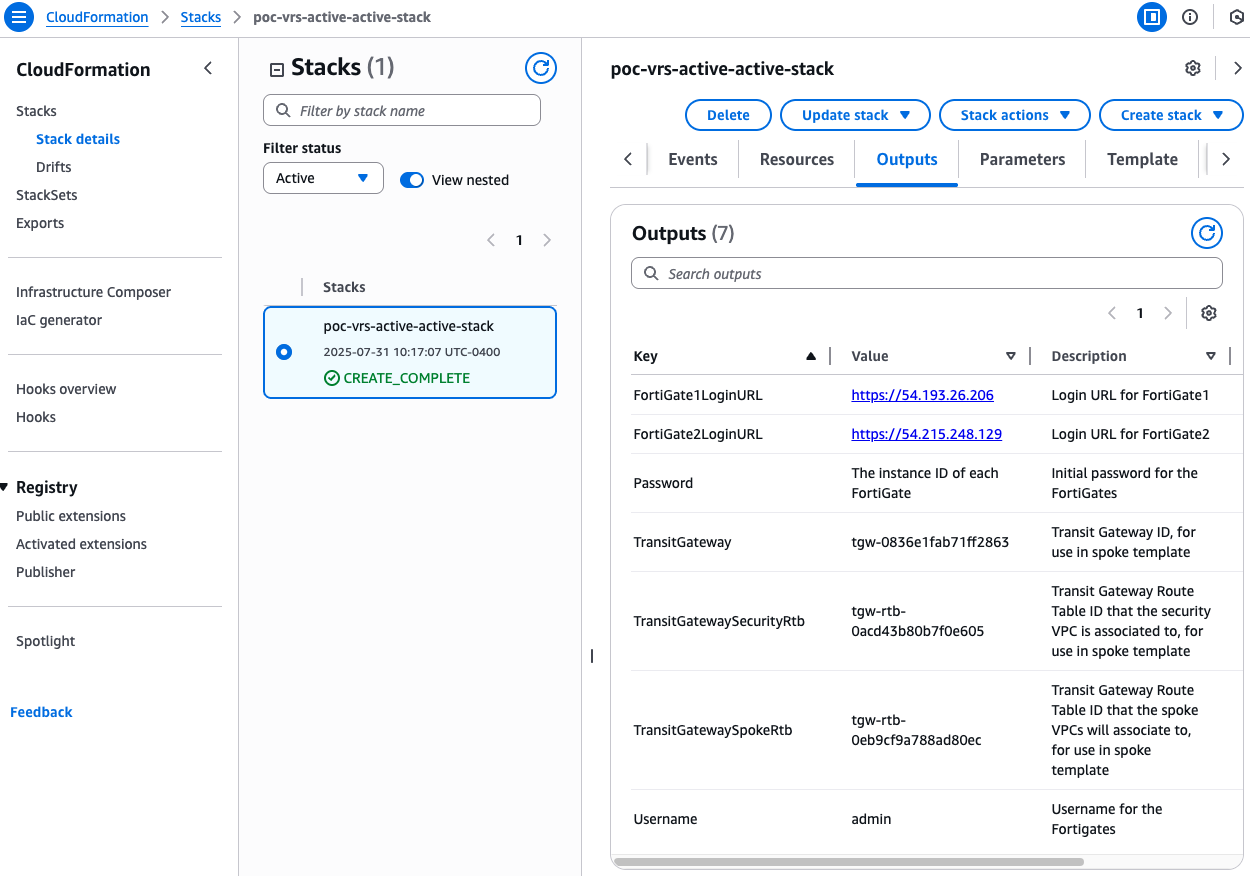 CloudFormation > Stacks > poc-vrs-active-active-stack
CloudFormation
Stacks
Stack details
Drifts
StackSets
Exports
Infrastructure Composer
IaC generator
Hooks overview
Hooks
Registry
Public extensions
Activated extensions
Publisher
Spotlight
Feedback
Stacks (1)
Filter by stack name
Filter status
Active
View nested
1
Stacks
poc-vrs-active-active-stack
2025-07-31 10:17:07 UTC-0400
CREATE_COMPLETE
poc-vrs-active-active-stack
Delete Update stack Stack actions Create stack
Events Resources Outputs Parameters Template
Outputs (7)
Search outputs
1
Key Value Description
FortiGate1LoginURL https://54.193.26.206 Login URL for FortiGate1
FortiGate2LoginURL https://54.215.248.129 Login URL for FortiGate2
Password
The instance ID of each
FortiGate
Initial password for the
FortiGates
TransitGateway
tgw-0836e1fab71ff2863
Transit Gateway ID, for
use in spoke template
TransitGatewaySecurityRtb
tgw-rtb-
0acd43b80b7f0e605
Transit Gateway Route
Table ID that the security
VPC is associated to, for
use in spoke template
TransitGatewaySpokeRtb
tgw-rtb-
0eb9cf9a788ad80ec
Transit Gateway Route
Table ID that the spoke
VPCs will associate to,
for use in spoke
template
Username
admin
Username for the
Fortigates